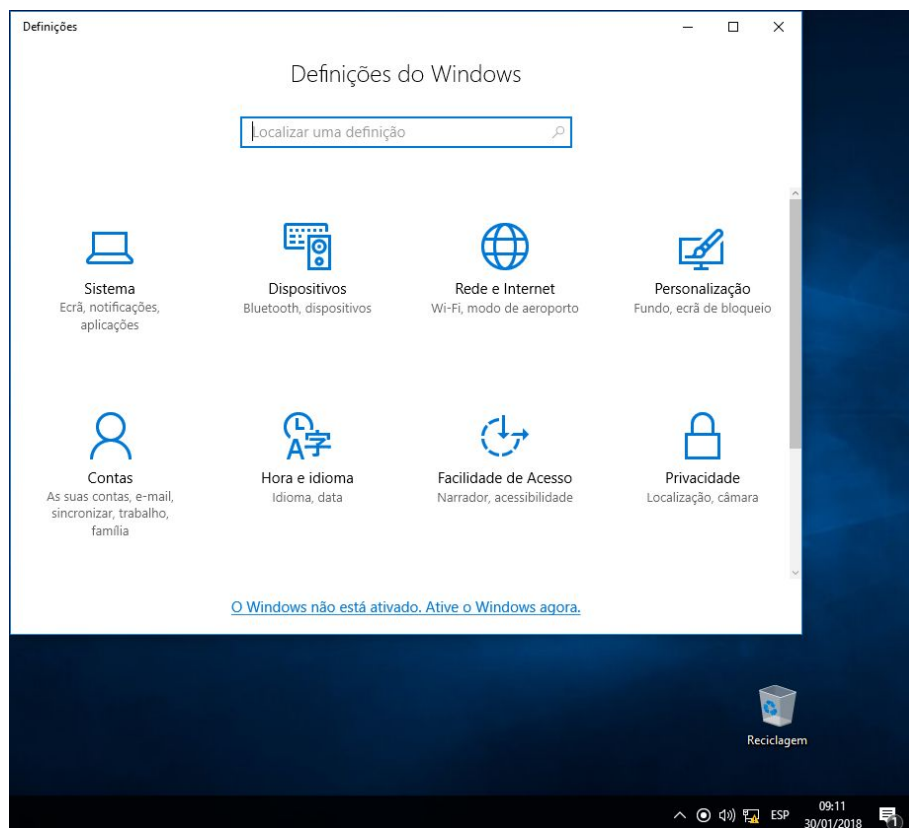 Definições
Definições do Windows
Localizar uma definição
Sistema
Ecrã, notificações,
aplicações
Dispositivos
Bluetooth, dispositivos
Rede e Internet
Wi-Fi, modo de aeroporto
Personalização
Fundo, ecrã de bloqueio
Contas
As suas contas, e-mail,
sincronizar, trabalho,
família
Hora e idioma
Idioma, data
Facilidade de Acesso
Narrador, acessibilidade
Privacidade
Localização, câmara
O Windows não está ativado. Ative o Windows agora.
Reciclagem
ESP
09:11
30/01/2018
1